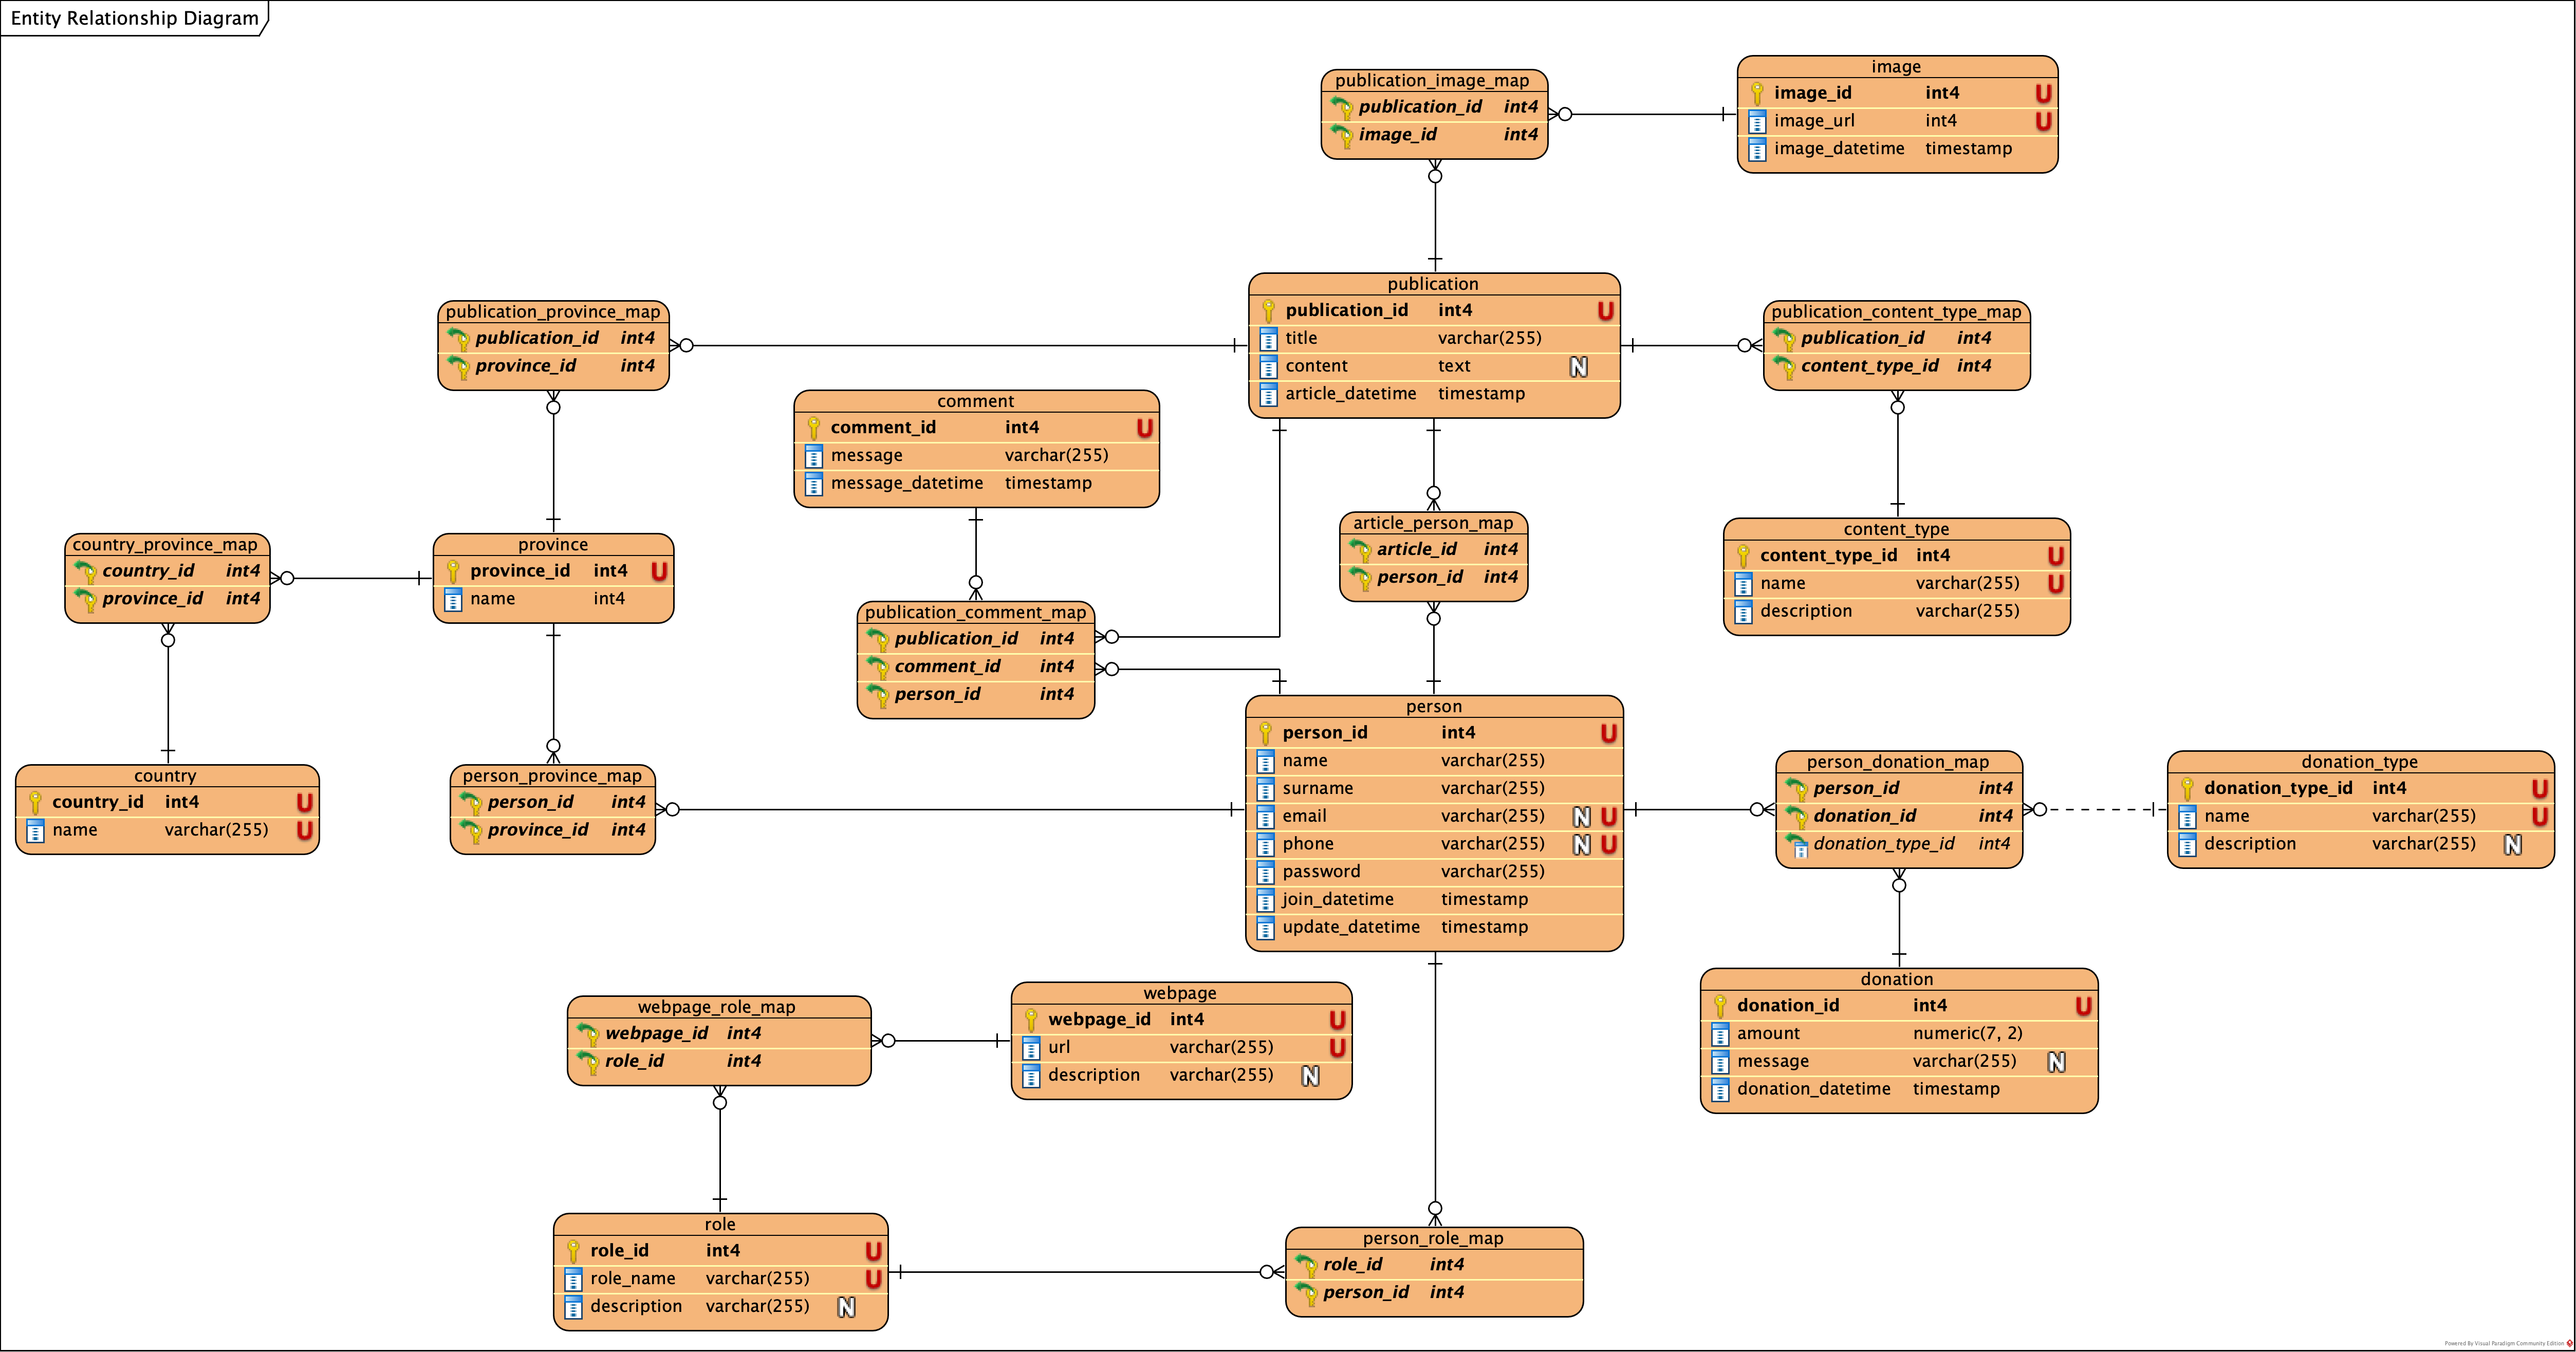 Entity Relationship Diagram
publication_image_map
publication_id int4
image_id int4
image
image_id int4 U
image_url int4 U
image_datetime timestamp
publication
publication_id int4 U
title varchar(255)
content text N
article_datetime timestamp
publication_province_map
publication_id int4
province_id int4
publication_content_type_map
publication_id int4
content_type_id int4
comment
comment_id int4 U
message varchar(255)
message_datetime timestamp
article_person_map
article_id int4
person_id int4
content_type
content_type_id int4 U
name varchar(255) U
description varchar(255)
country_province_map
country_id int4
province_id int4
province
province_id int4 U
name int4
publication_comment_map
publication_id int4
comment_id int4
person_id int4
person
person_id int4 U
name varchar(255)
surname varchar(255)
email varchar(255) N U
phone varchar(255) N U
password varchar(255)
join_datetime timestamp
update_datetime timestamp
country
country_id int4 U
name varchar(255) U
person_province_map
person_id int4
province_id int4
person_donation_map
person_id int4
donation_id int4
donation_type_id int4
donation_type
donation_type_id int4 U
name varchar(255) U
description varchar(255) N
donation
donation_id int4 U
amount numeric(7, 2)
message varchar(255) N
donation_datetime timestamp
webpage_role_map
webpage_id int4
role_id int4
webpage
webpage_id int4 U
url varchar(255) U
description varchar(255) N
role
role_id int4 U
role_name varchar(255) U
description varchar(255) N
person_role_map
role_id int4
person_id int4
Powered By Visual Paradigm Community Edition